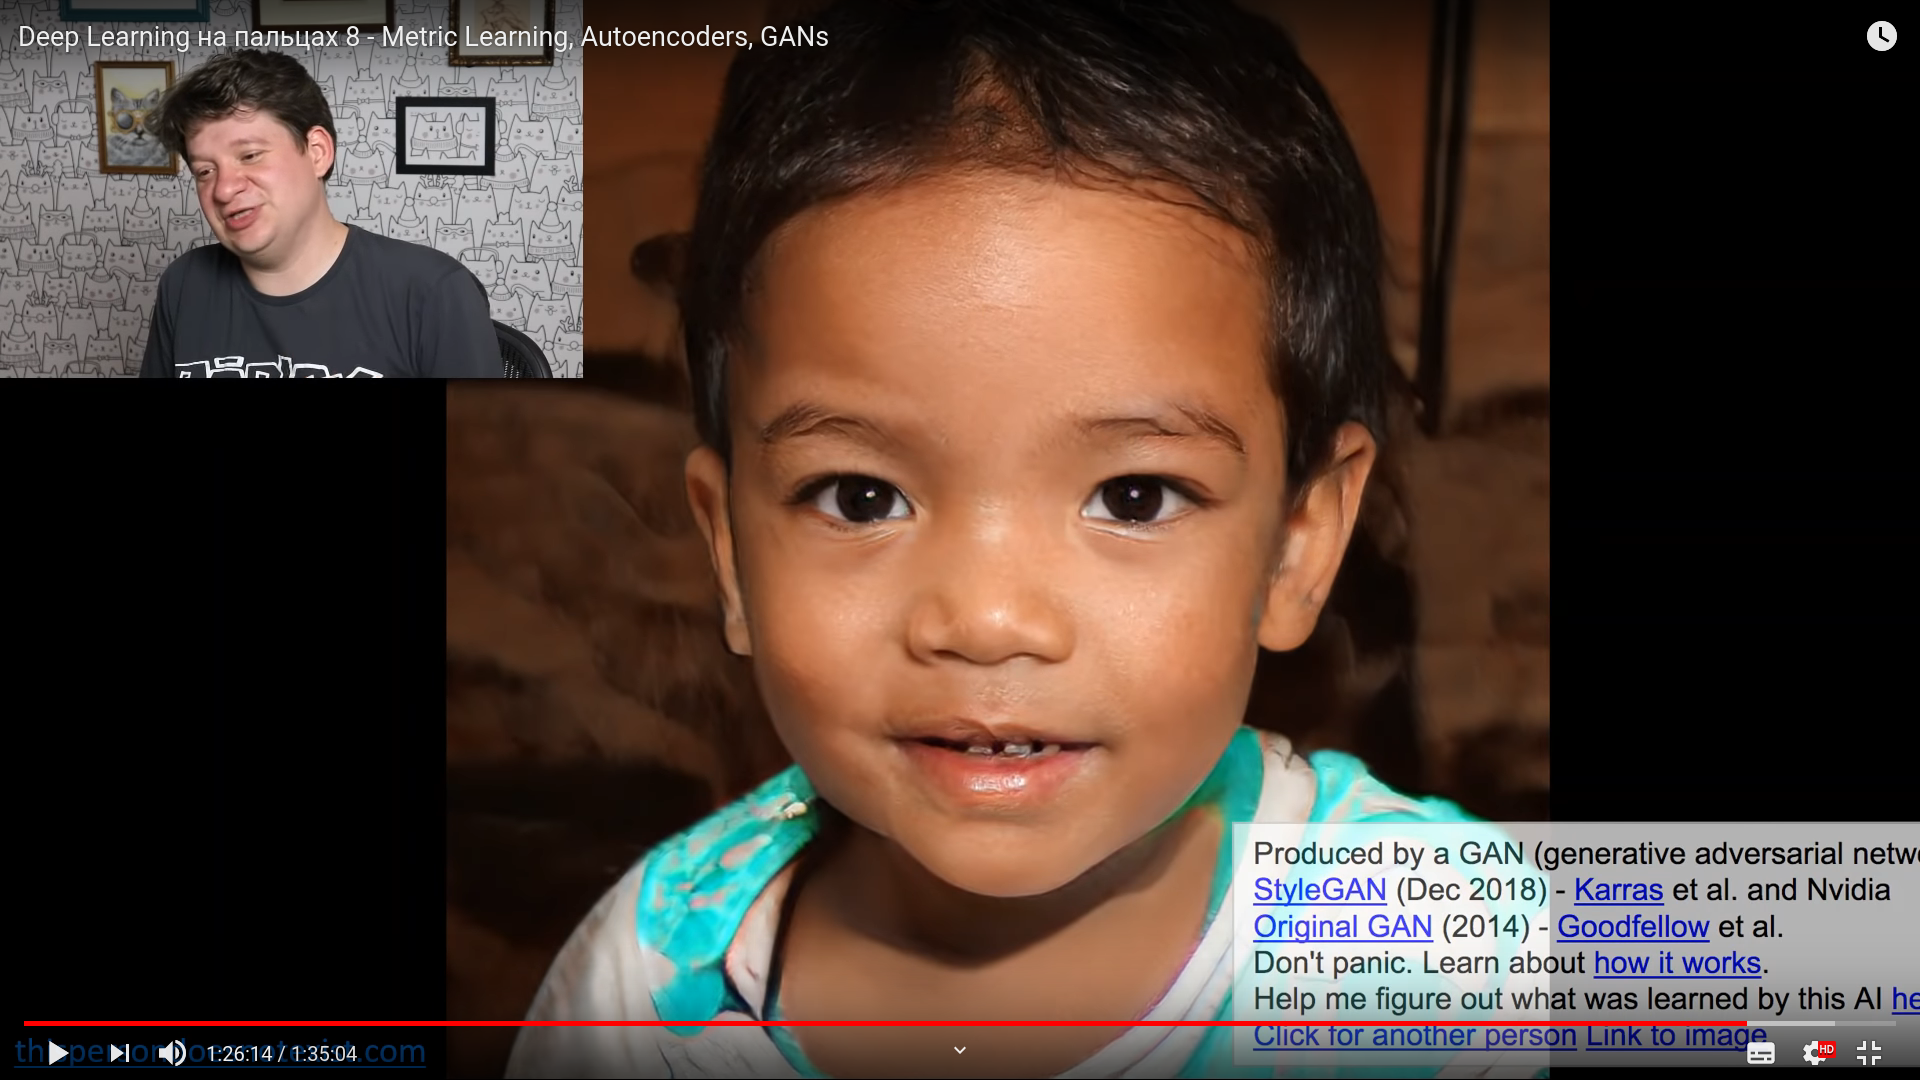 Deep Learning на пальцах 8 - Metric Learning, Autoencoders, GANs
Produced by a GAN (generative adversarial
StyleGAN (Dec 2018) - Karras et al. and Nvidia
Original GAN (2014) - Goodfellow et al.
Don't panic. Learn about how it works.
Help me figure out what was learned by this AI
Click for another person Link to image
thispersondoesnotexist.com
1:26:14 / 1:35:04
HD